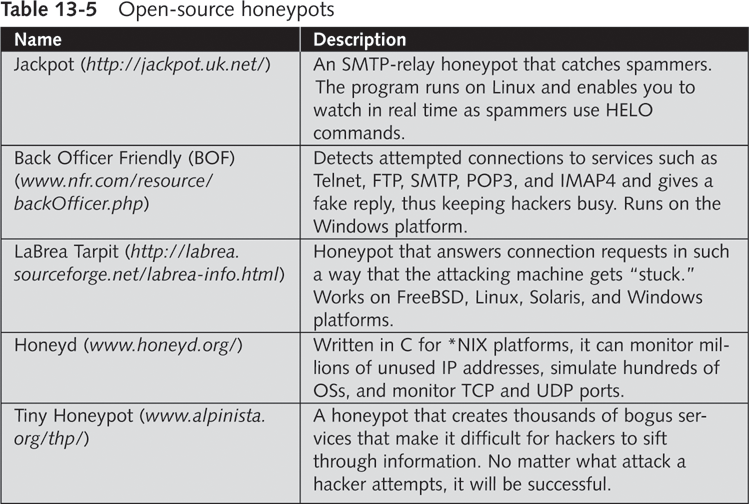 Table 13-5 Open-source honeypots
Name Description
Jackpot (http://jackpot.uk.net/)
An SMTP-relay honeypot that catches spammers.
The program runs on Linux and enables you to
watch in real time as spammers use HELO
commands.
Back Officer Friendly (BOF)
(www.nfr.com/resource/
backOfficer.php)
Detects attempted connections to services such as
Telnet, FTP, SMTP, POP3, and IMAP4 and gives a
fake reply, thus keeping hackers busy. Runs on the
Windows platform.
LaBrea Tarpit (http://labrea.
sourceforge.net/labrea-info.html)
Honeypot that answers connection requests in such
a way that the attacking machine gets “stuck.”
Works on FreeBSD, Linux, Solaris, and Windows
platforms.
Honeyd (www.honeyd.org/)
Written in C for *NIX platforms, it can monitor mil-
lions of unused IP addresses, simulate hundreds of
OSs, and monitor TCP and UDP ports.
Tiny Honeypot (www.alpinista.
org/thp/)
A honeypot that creates thousands of bogus ser-
vices that make it difficult for hackers to sift
through information. No matter what attack a
hacker attempts, it will be successful.